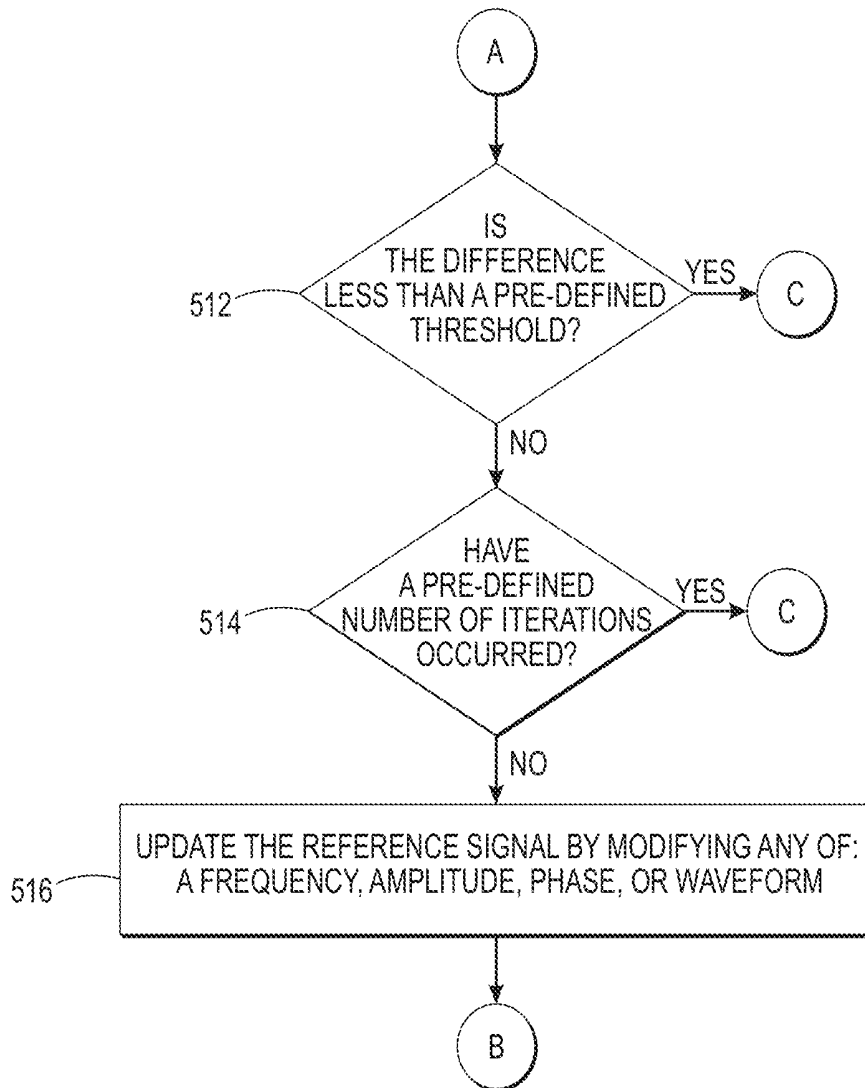 A
IS
THE DIFFERENCE
LESS THAN A PRE-DEFINED
THRESHOLD?
YES
C
512
NO
HAVE
A PRE-DEFINED
NUMBER OF ITERATIONS
OCCURRED?
YES
C
514
NO
UPDATE THE REFERENCE SIGNAL BY MODIFYING ANY OF:
A FREQUENCY, AMPLITUDE, PHASE, OR WAVEFORM
516
B